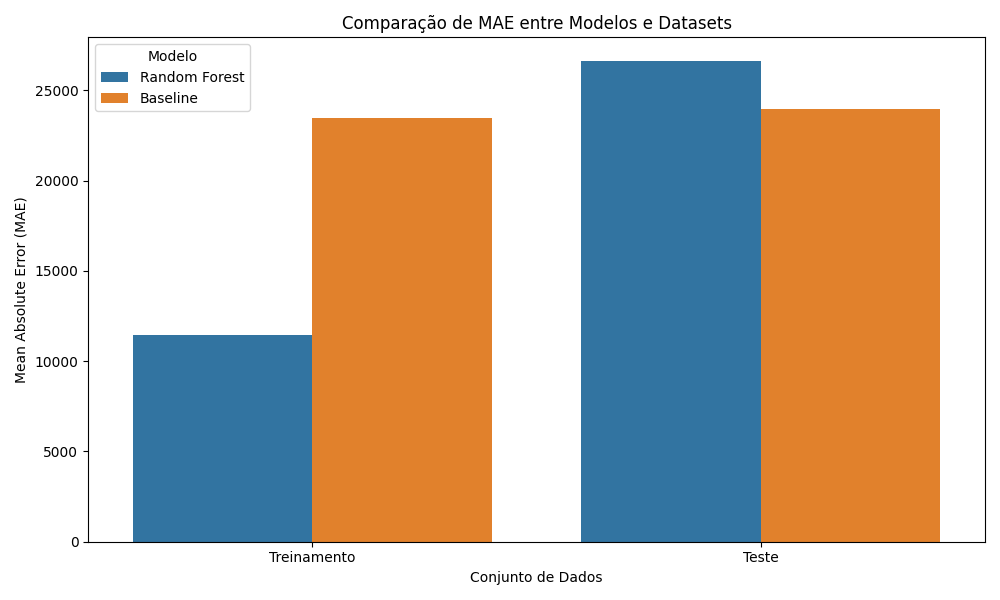 Comparação de MAE entre Modelos e Datasets
Modelo
Random Forest
Baseline
Mean Absolute Error (MAE)
25000
20000
15000
10000
5000
0
Treinamento
Teste
Conjunto de Dados